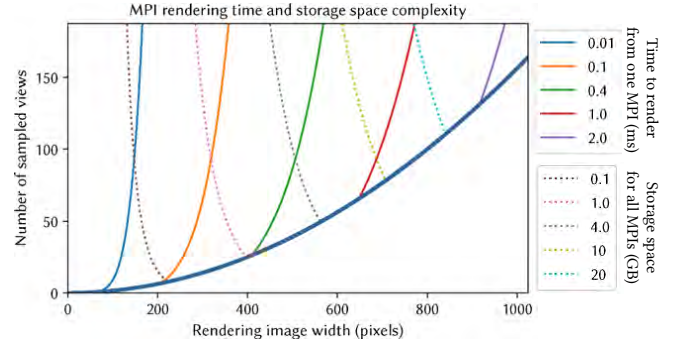 MPI rendering time and storage space complexity
Number of sampled views
150
100
50
0
0
200
400
600
800
1000
Rendering image width (pixels)
0.01
0.1
0.4
1.0
2.0
Time to render
from one MPI (ms)
0.1
1.0
4.0
10
20
Storage space
for all MPIs (GB)